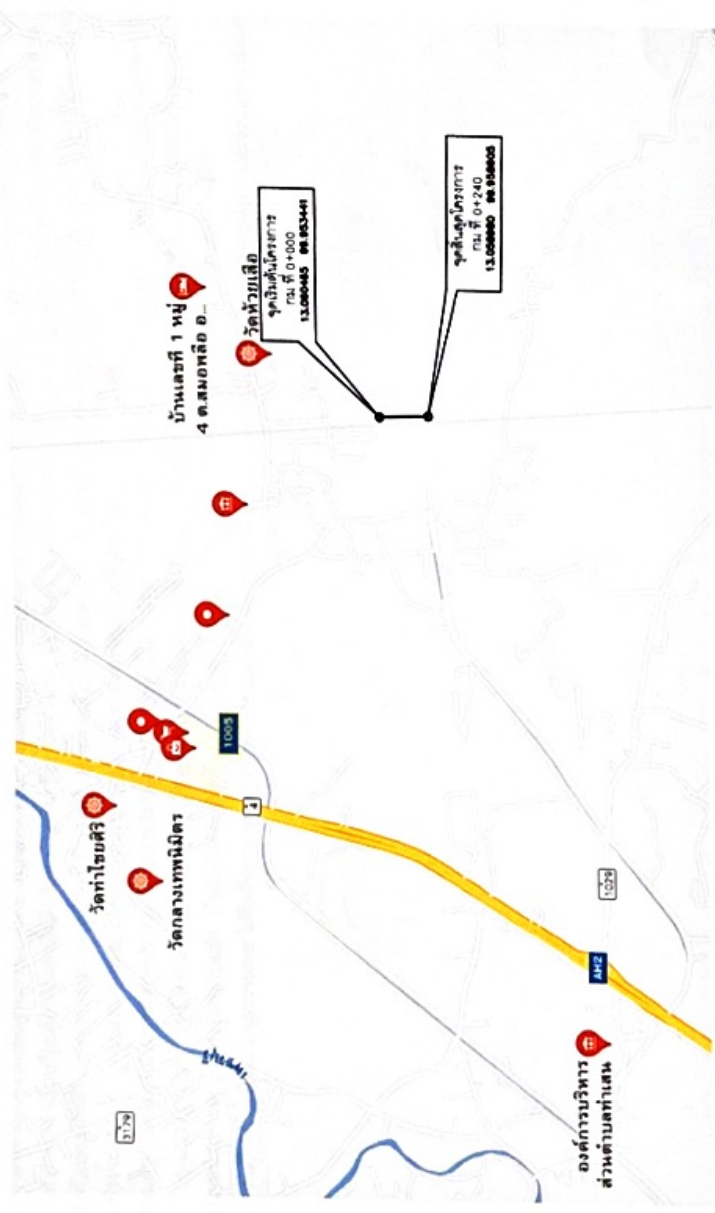 บ้านเลขที่ 1 หมู่
4 ต.สมอพลือ อ...
วัดห้วยเสือ
จุดเริ่มต้นโครงการ
กม ที่ 0+000
จุดสิ้นสุดโครงการ
กม ที่ 0+240
1005
4
วัดท่าไชยศิริ
วัดกลางเทพนิมิตร
1029
AH2
3179
องค์การบริหาร
ส่วนตำบลท่าเสน